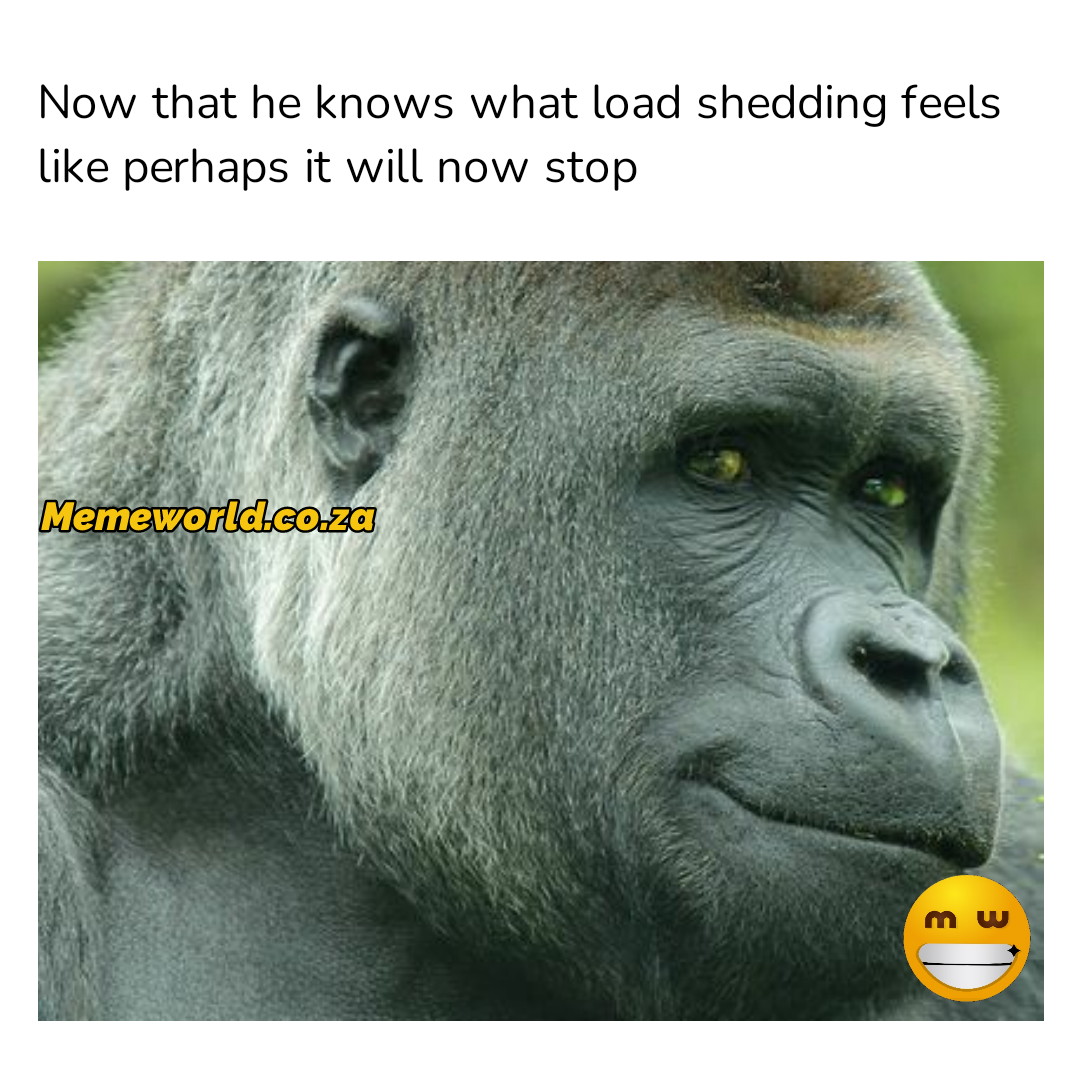 Now that he knows what load shedding feels
like perhaps it will now stop
Memeworld.co.za
m w